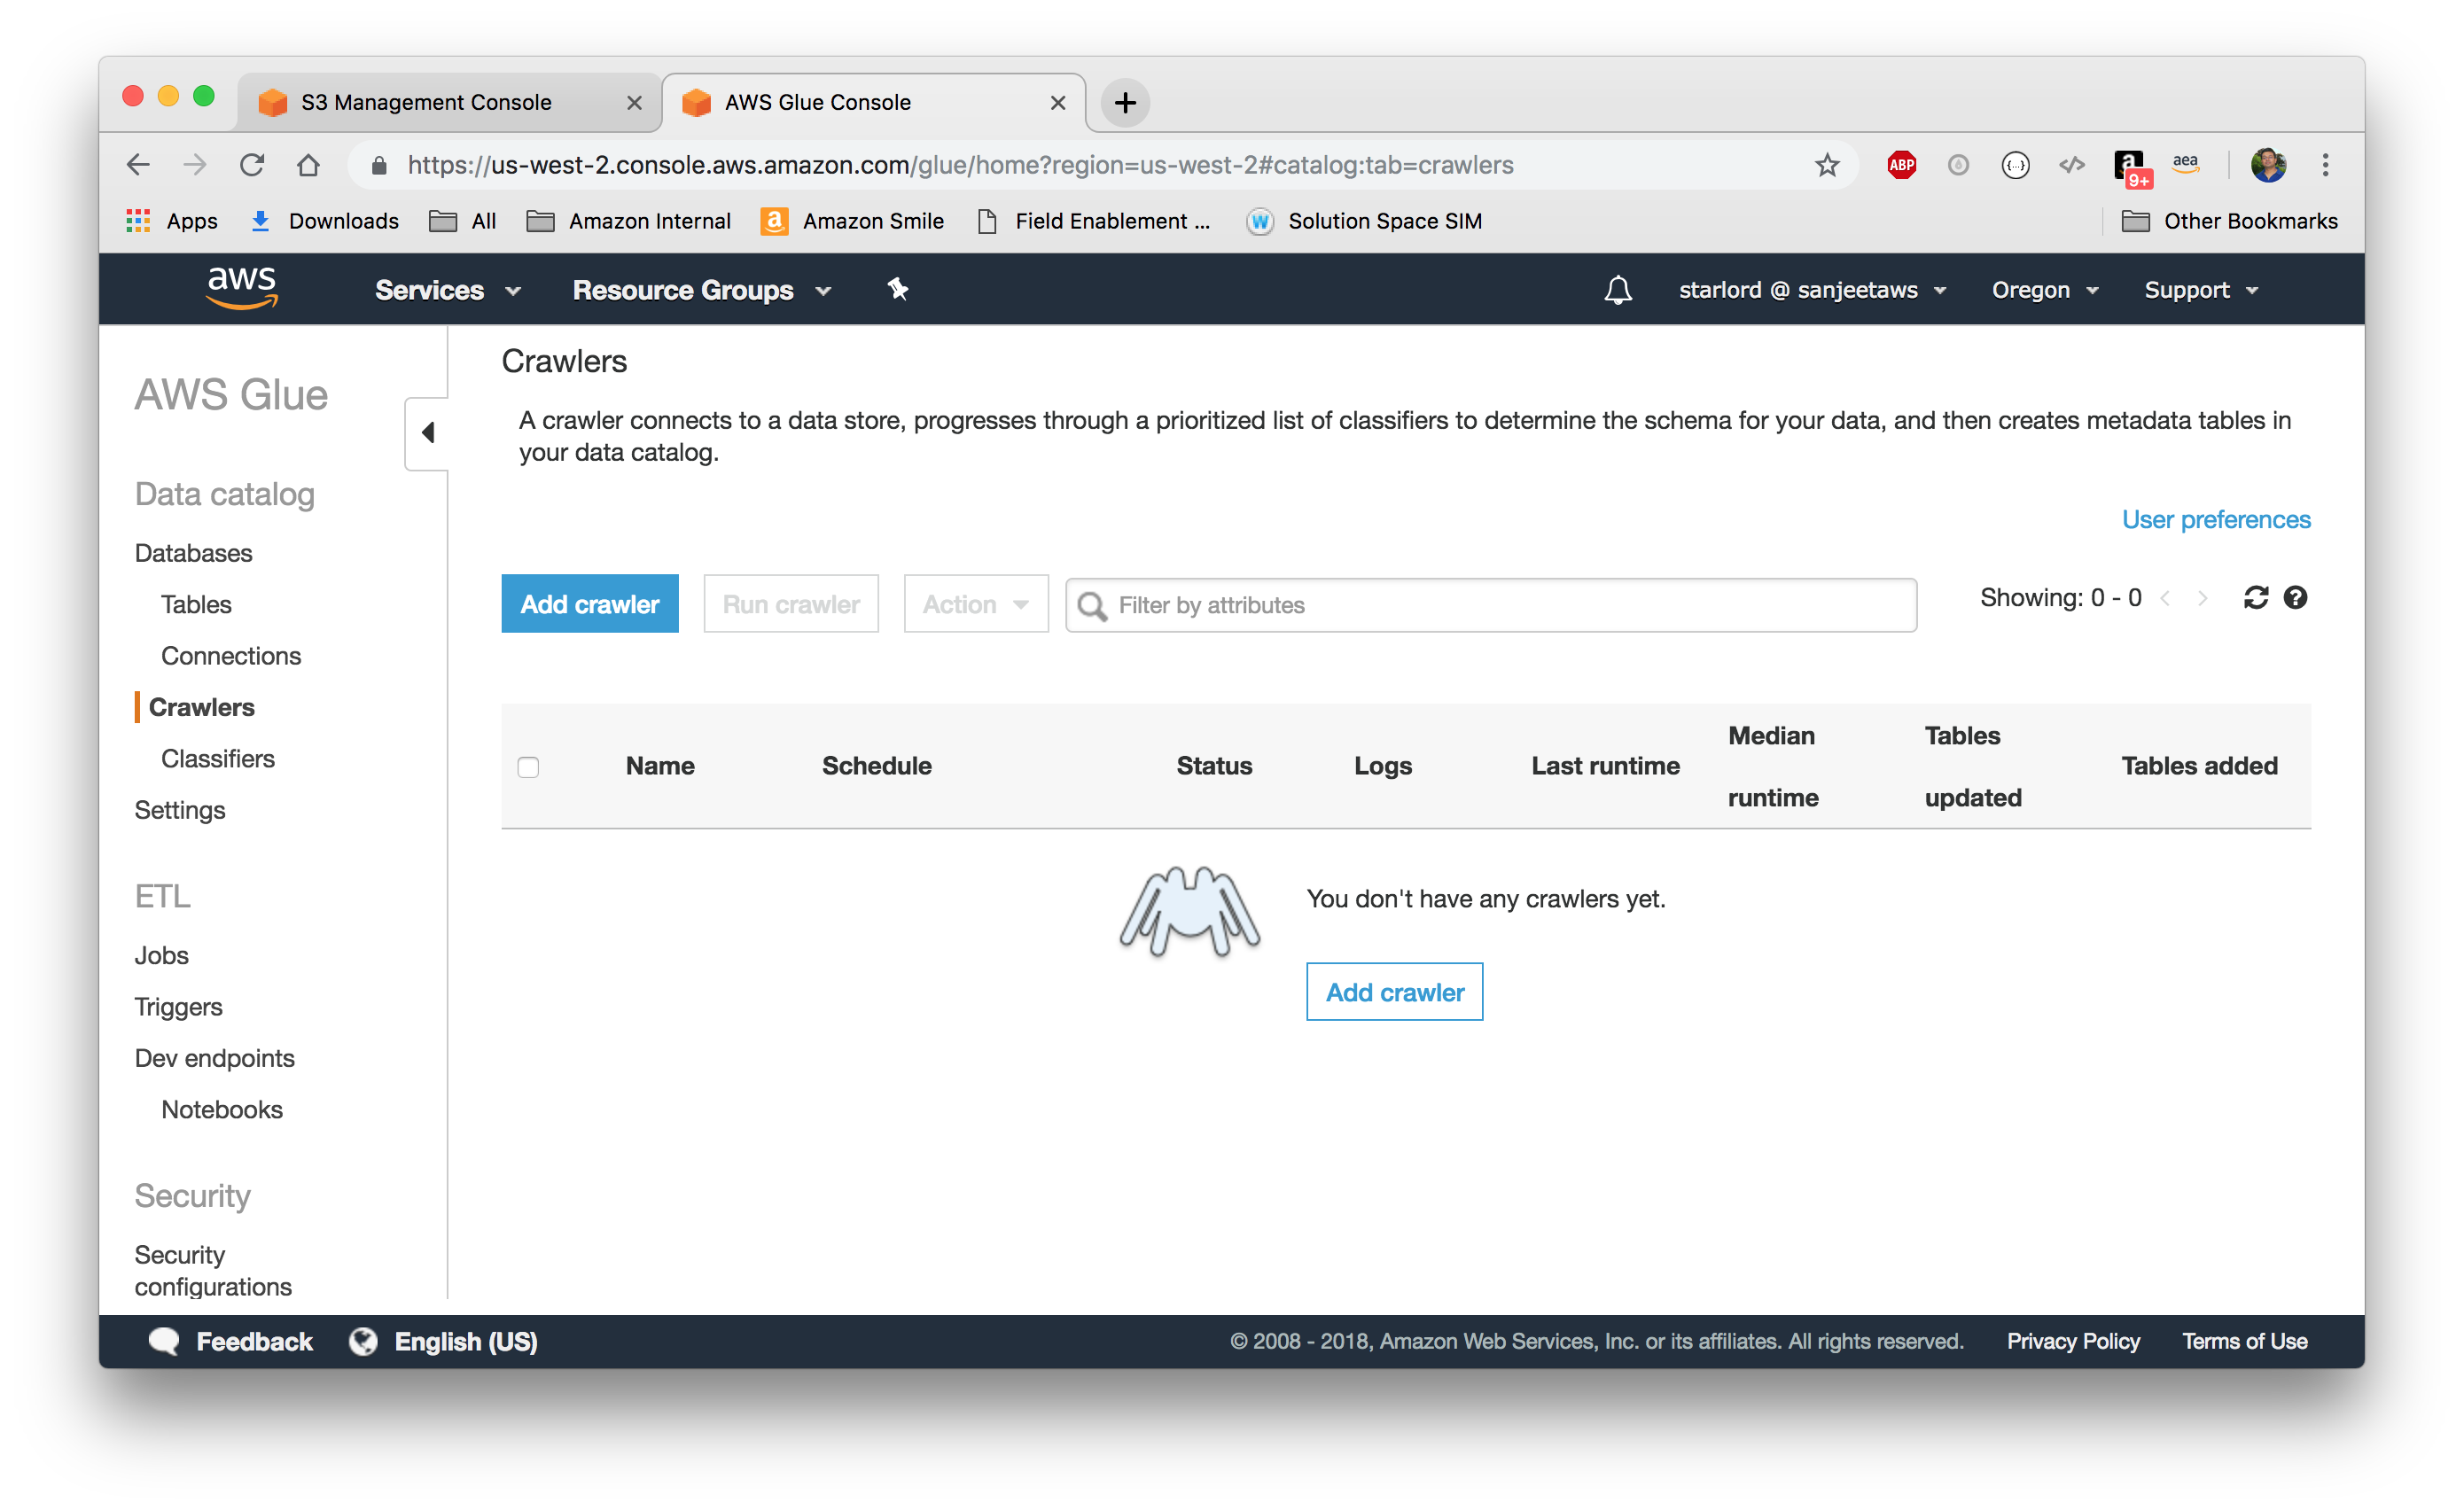 S3 Management Console
AWS Glue Console
https://us-west-2.console.aws.amazon.com/glue/home?region=us-west-2#catalog:tab=crawlers
ABP
{...}
</>
a
9+
aea
Apps
Downloads
All
Amazon Internal
a
Amazon Smile
Field Enablement ...
W
Solution Space SIM
Other Bookmarks
aws
Services
Resource Groups
starlord @ sanjeetaws
Oregon
Support
AWS Glue
Data catalog
Databases
Tables
Connections
Crawlers
Classifiers
Settings
ETL
Jobs
Triggers
Dev endpoints
Notebooks
Security
Security
configurations
Crawlers
A crawler connects to a data store, progresses through a prioritized list of classifiers to determine the schema for your data, and then creates metadata tables in
your data catalog.
User preferences
Add crawler
Run crawler
Action
Filter by attributes
Showing: 0 - 0
?
Name
Schedule
Status
Logs
Last runtime
Median
runtime
Tables
updated
Tables added
You don't have any crawlers yet.
Add crawler
Feedback
English (US)
© 2008 - 2018, Amazon Web Services, Inc. or its affiliates. All rights reserved.
Privacy Policy
Terms of Use